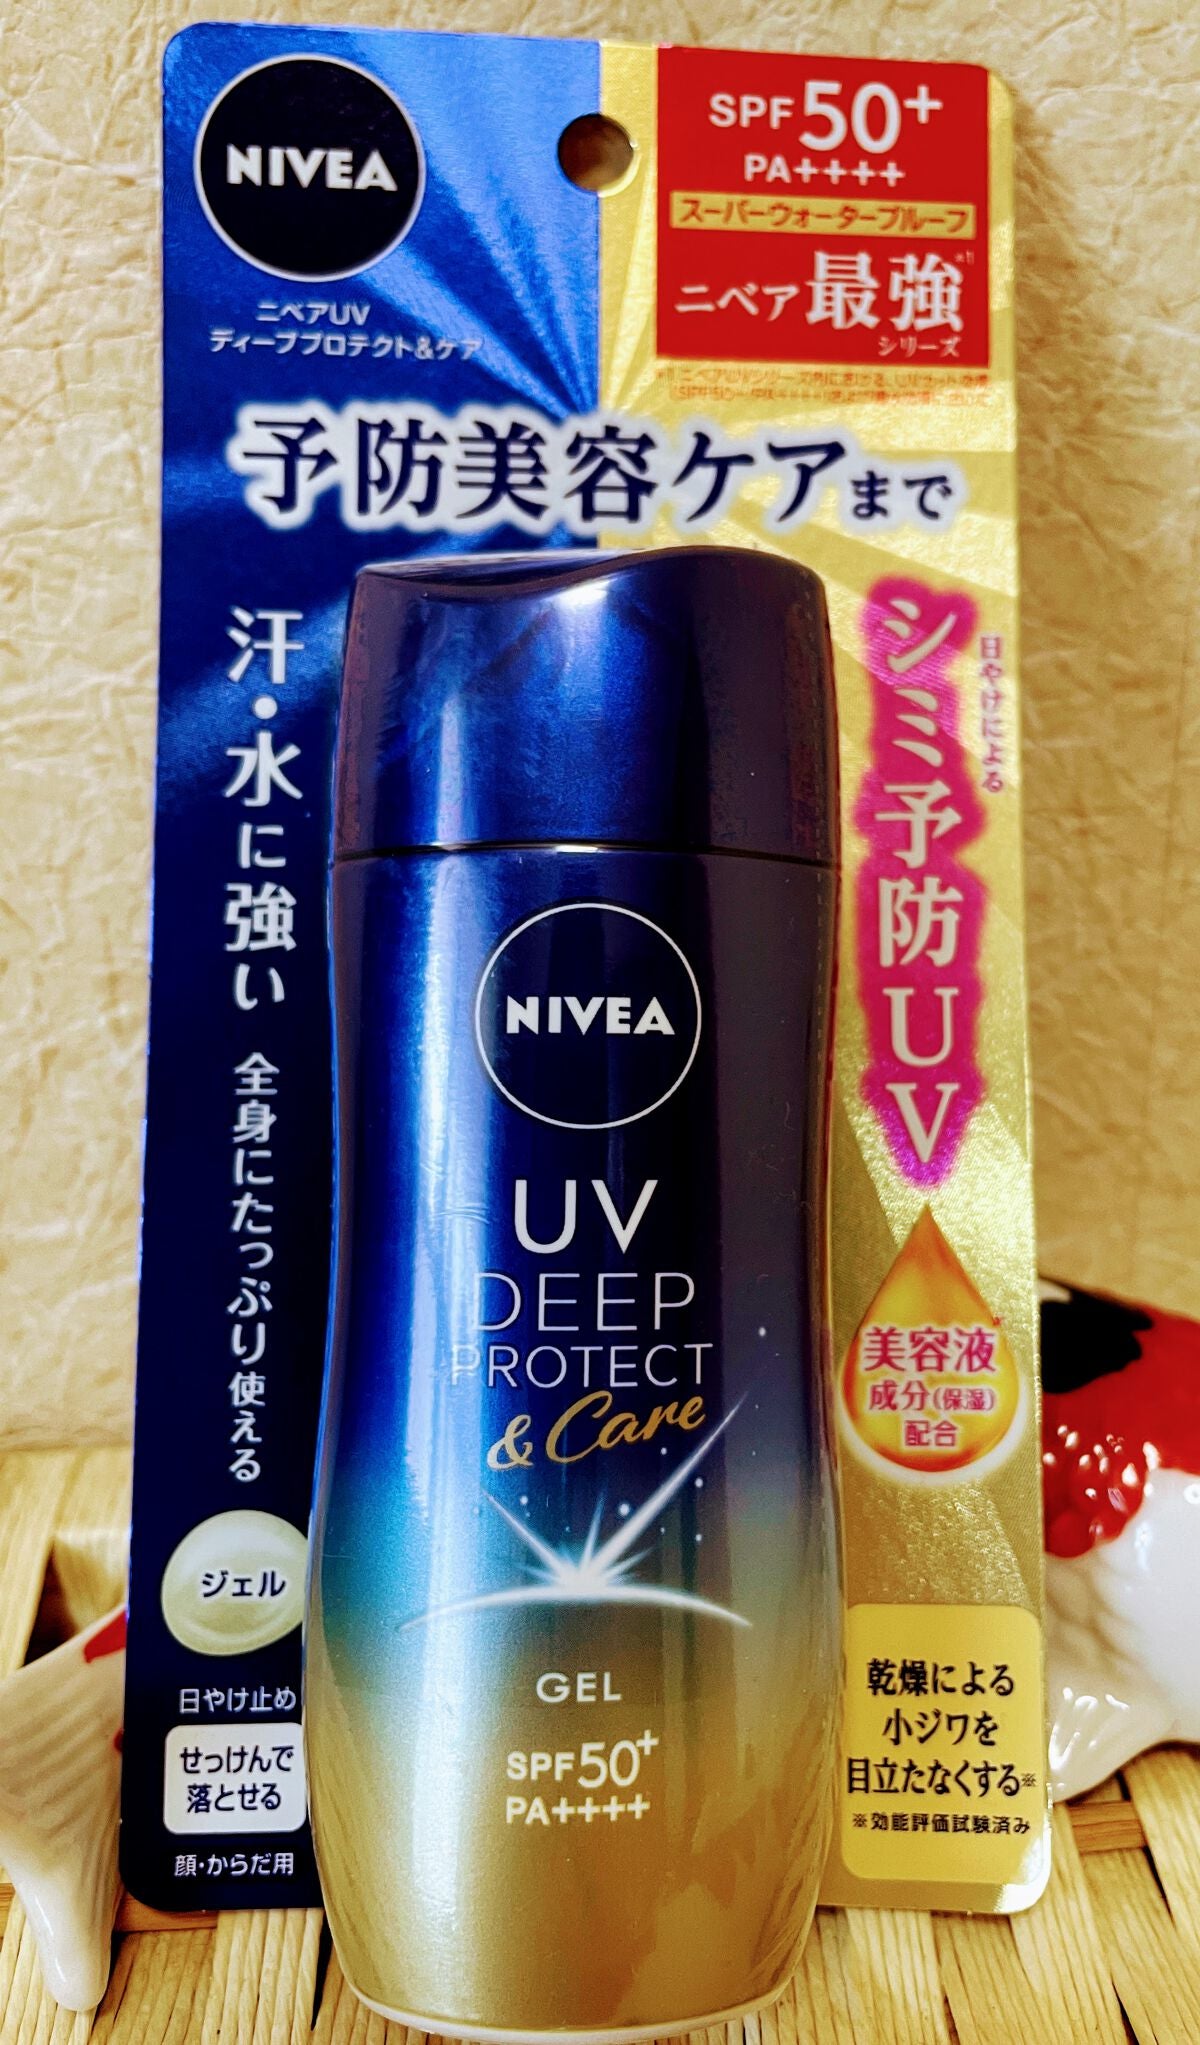 NIVEA
ニベアUV
ディーププロテクト&ケア
SPF50+
PA++++
スーパーウォータープルーフ
ニベア最強※1
シリーズ
予防美容ケアまで
汗・水に強い 全身にたっぷり使える
日やけによる
シミ予防UV
NIVEA
UV
DEEP
PROTECT
& Care
GEL
SPF50+
PA++++
美容液※
成分(保湿)
配合
ジェル
日やけ止め
せっけんで
落とせる
顔・からだ用
乾燥による
小ジワを
目立たなくする※
※効能評価試験済み